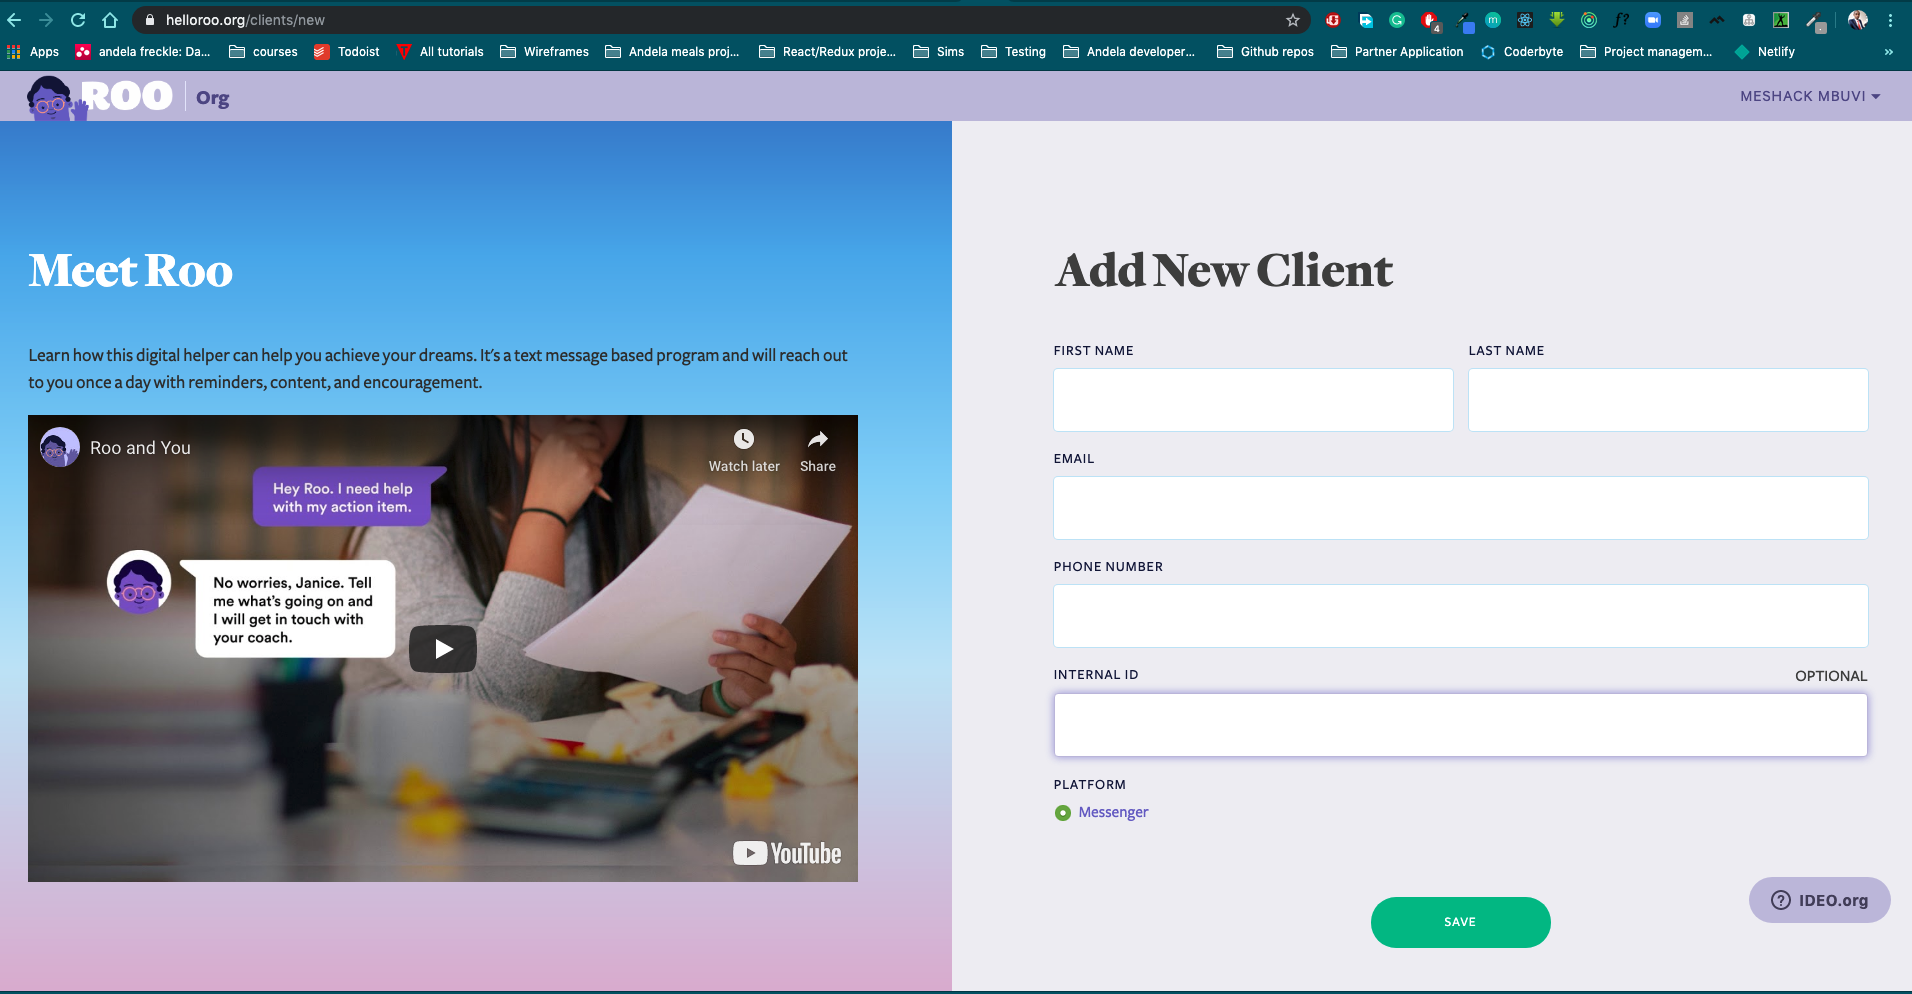 helloroo.org/clients/new
4
m
f?
Apps
andela freckle: Da...
courses
Todoist
All tutorials
Wireframes
Andela meals proj...
React/Redux proje...
Sims
Testing
Andela developer...
Github repos
Partner Application
Coderbyte
Project managem...
Netlify
»
ROO
Org
MESHACK MBUVI
Meet Roo
Learn how this digital helper can help you achieve your dreams. It's a text message based program and will reach out
to you once a day with reminders, content, and encouragement.
Roo and You
Watch later
Share
Hey Roo. I need help
with my action item.
No worries, Janice. Tell
me what's going on and
I will get in touch with
your coach.
YouTube
Add New Client
FIRST NAME
LAST NAME
EMAIL
PHONE NUMBER
INTERNAL ID
OPTIONAL
PLATFORM
Messenger
SAVE
? IDEO.org